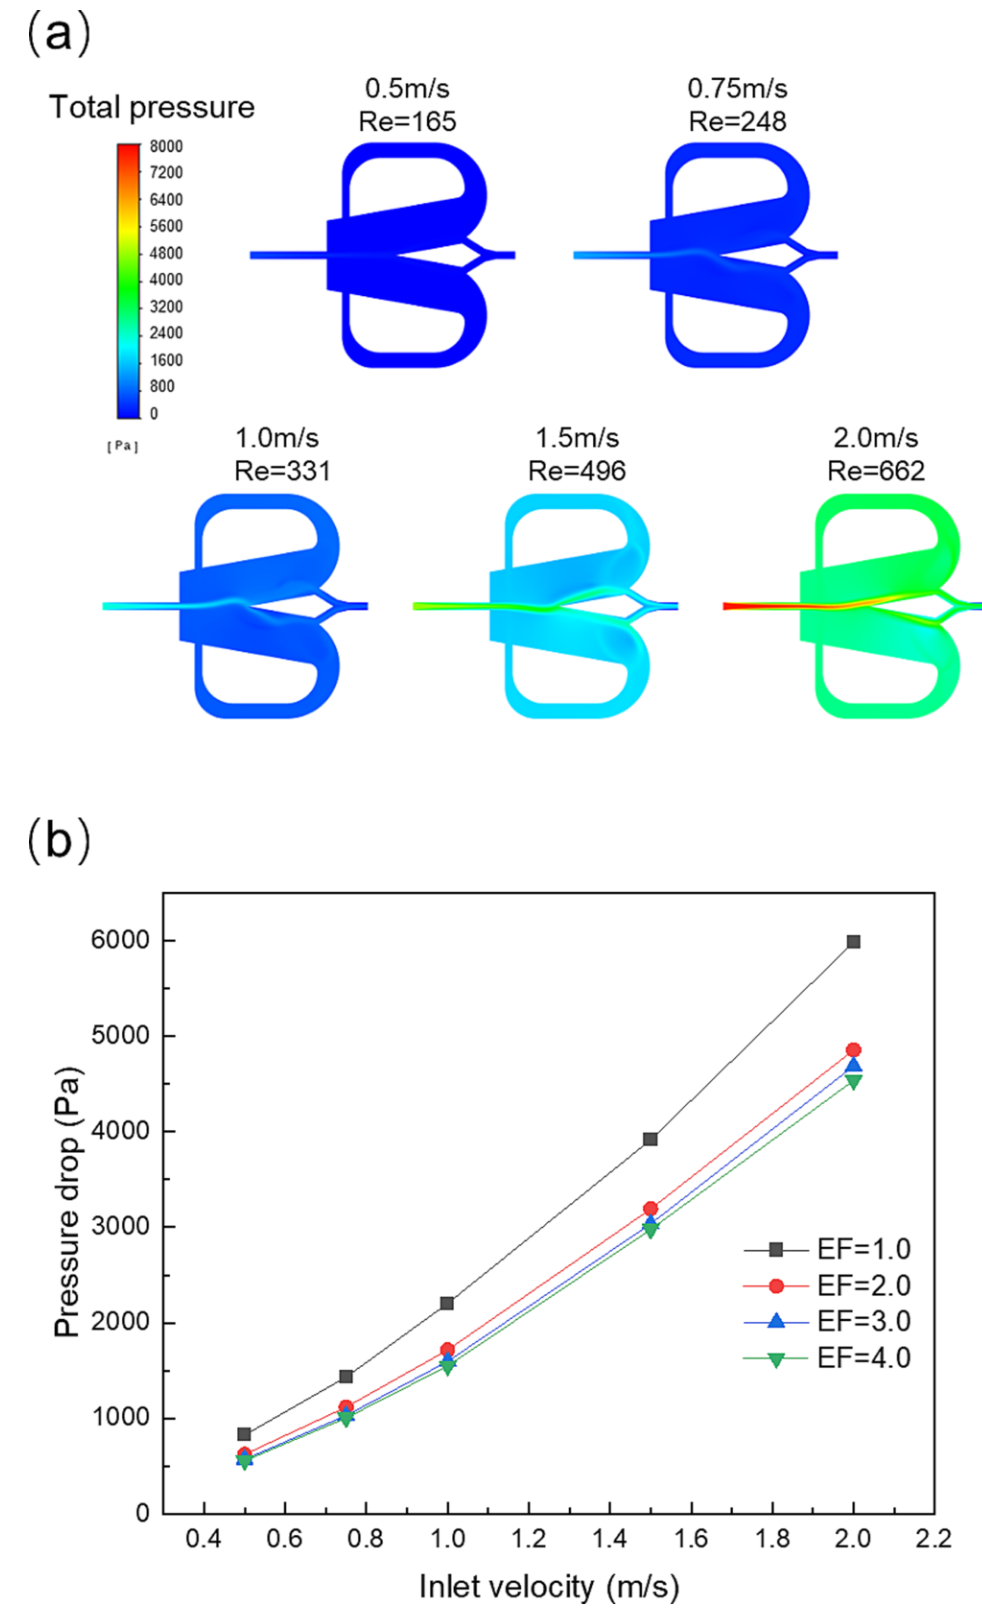 (a)
Total pressure
8000
7200
6400
5600
4800
4000
3200
2400
1600
800
0
[ Pa ]
0.5m/s
Re=165
0.75m/s
Re=248
1.0m/s
Re=331
1.5m/s
Re=496
2.0m/s
Re=662
(b)
Pressure drop (Pa)
6000
5000
4000
3000
2000
1000
0
EF=1.0
EF=2.0
EF=3.0
EF=4.0
0.4 0.6 0.8 1.0 1.2 1.4 1.6 1.8 2.0 2.2
Inlet velocity (m/s)